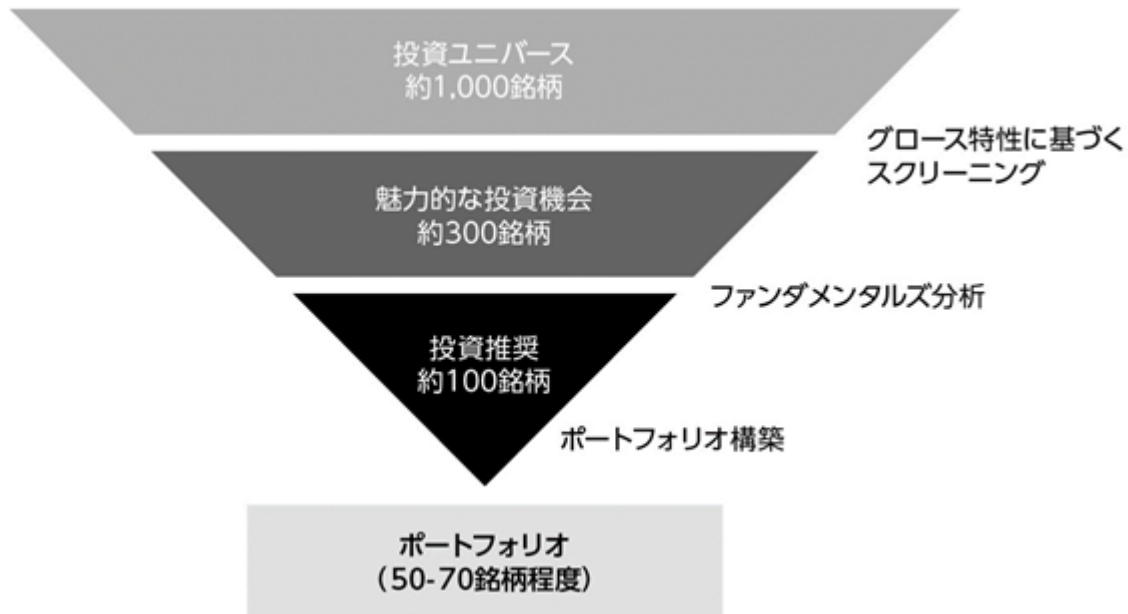 投資ユニバース
約1,000銘柄
グロース特性に基づく
スクリーニング
魅力的な投資機会
約300銘柄
ファンダメンタルズ分析
投資推奨
約100銘柄
ポートフォリオ構築
ポートフォリオ
(50-70銘柄程度)